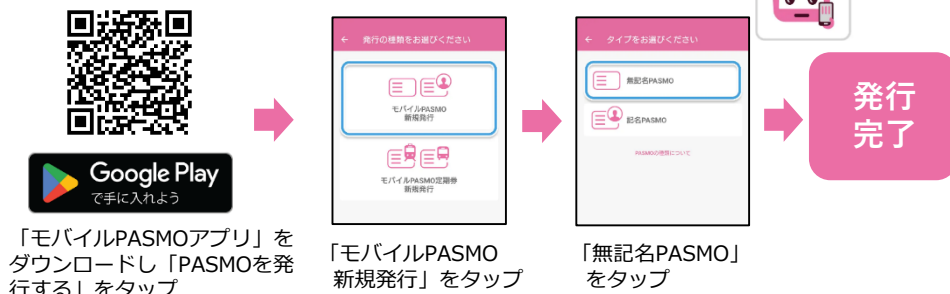 Google Play
で手に入れよう
「モバイルPASMOアプリ」を
ダウンロードし「PASMOを発
行する」をタップ
← 発行の種類をお選びください
モバイルPASMO
新規発行
モバイルPASMO定期券
新規発行
「モバイルPASMO
新規発行」をタップ
← タイプをお選びください
無記名PASMO
記名PASMO
PASMOの種類について
「無記名PASMO」
をタップ
発行
完了